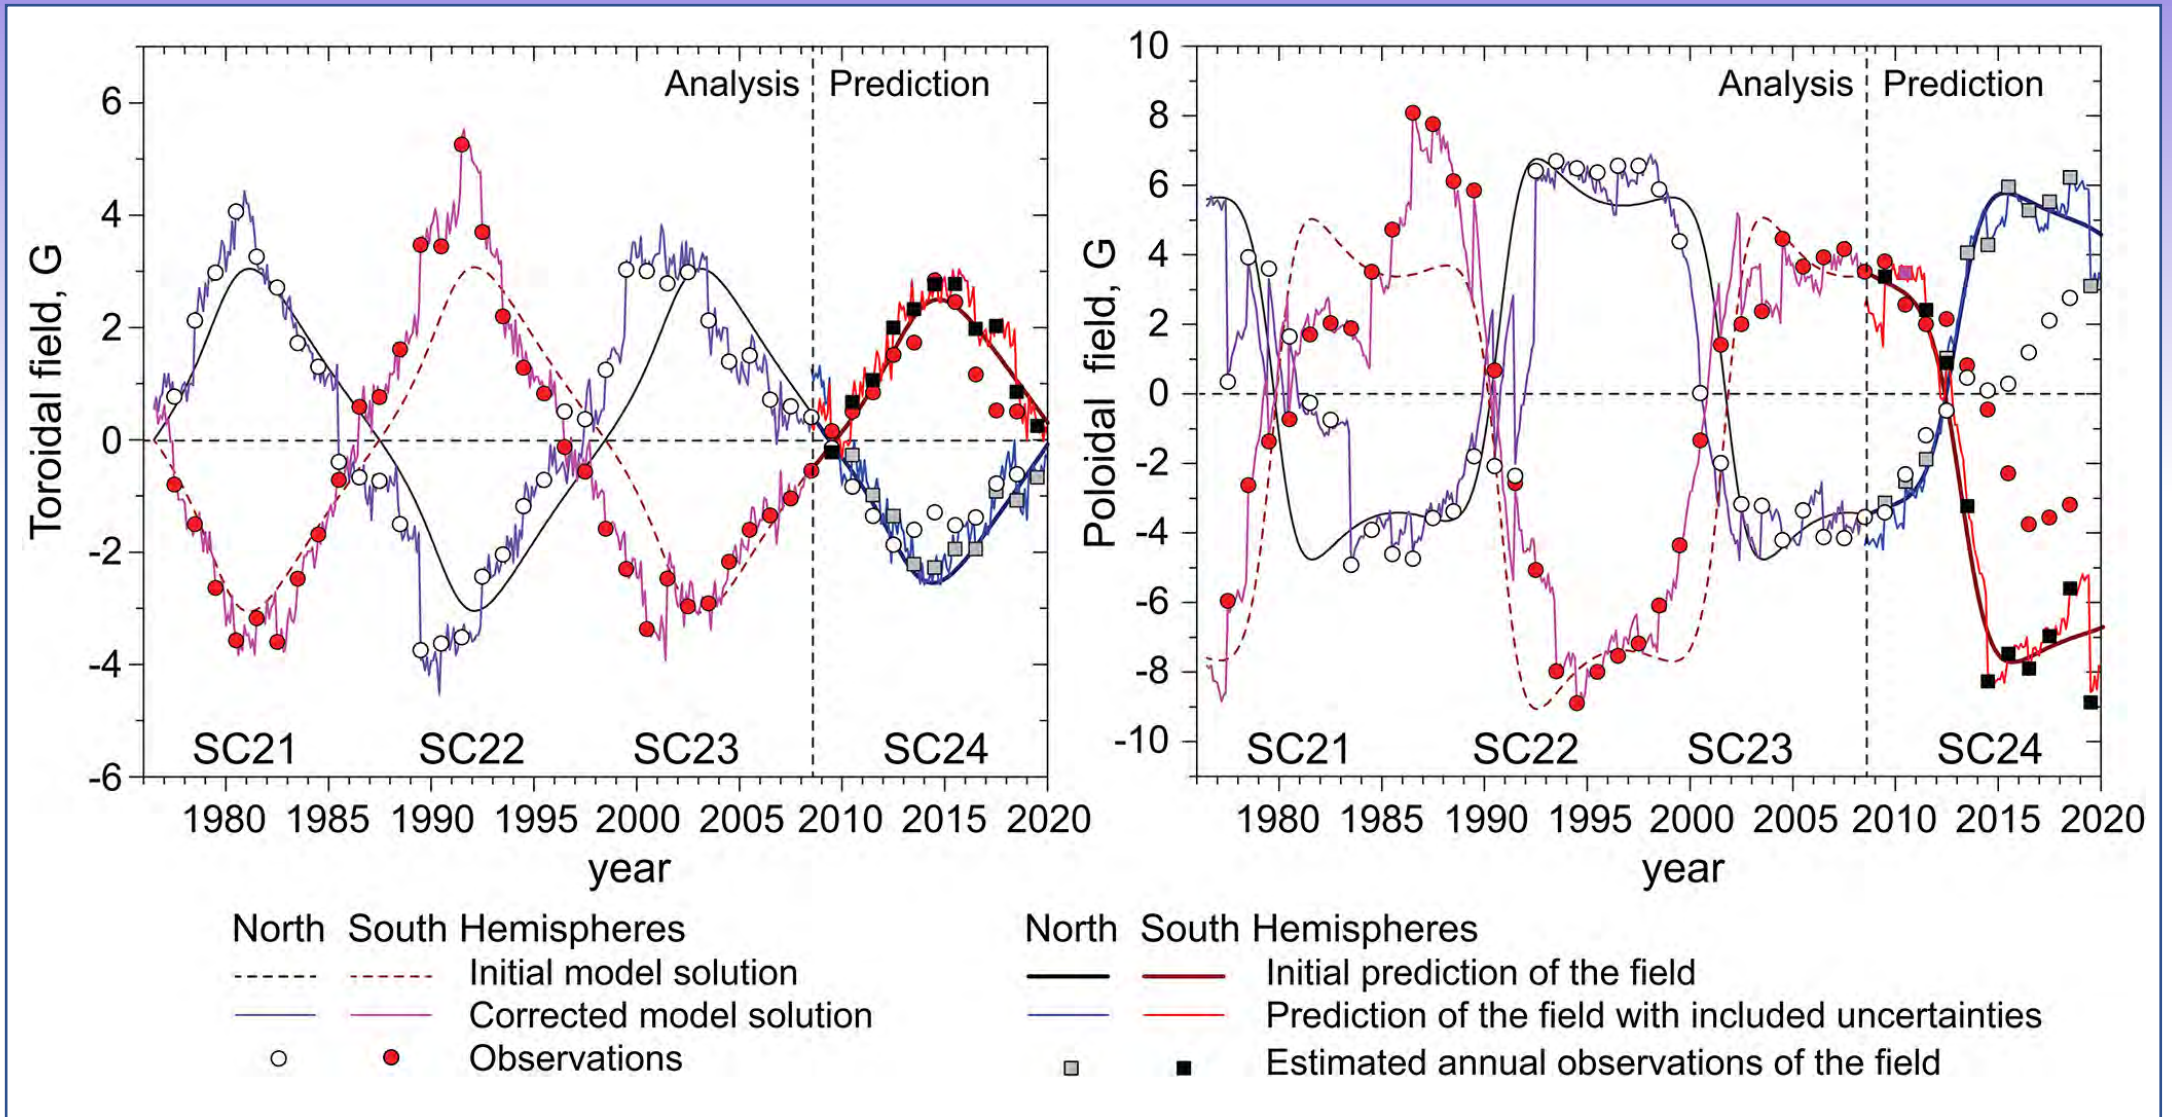 Analysis Prediction
6
4
2
0
-2
-4
-6
Toroidal field, G
SC21 SC22 SC23 SC24
1980 1985 1990 1995 2000 2005 2010 2015 2020
year
Analysis Prediction
10
8
6
4
2
0
-2
-4
-6
-8
-10
Poloidal field, G
SC21 SC22 SC23 SC24
1980 1985 1990 1995 2000 2005 2010 2015 2020
year
North South Hemispheres
Initial model solution
Corrected model solution
Observations
North South Hemispheres
Initial prediction of the field
Prediction of the field with included uncertainties
Estimated annual observations of the field